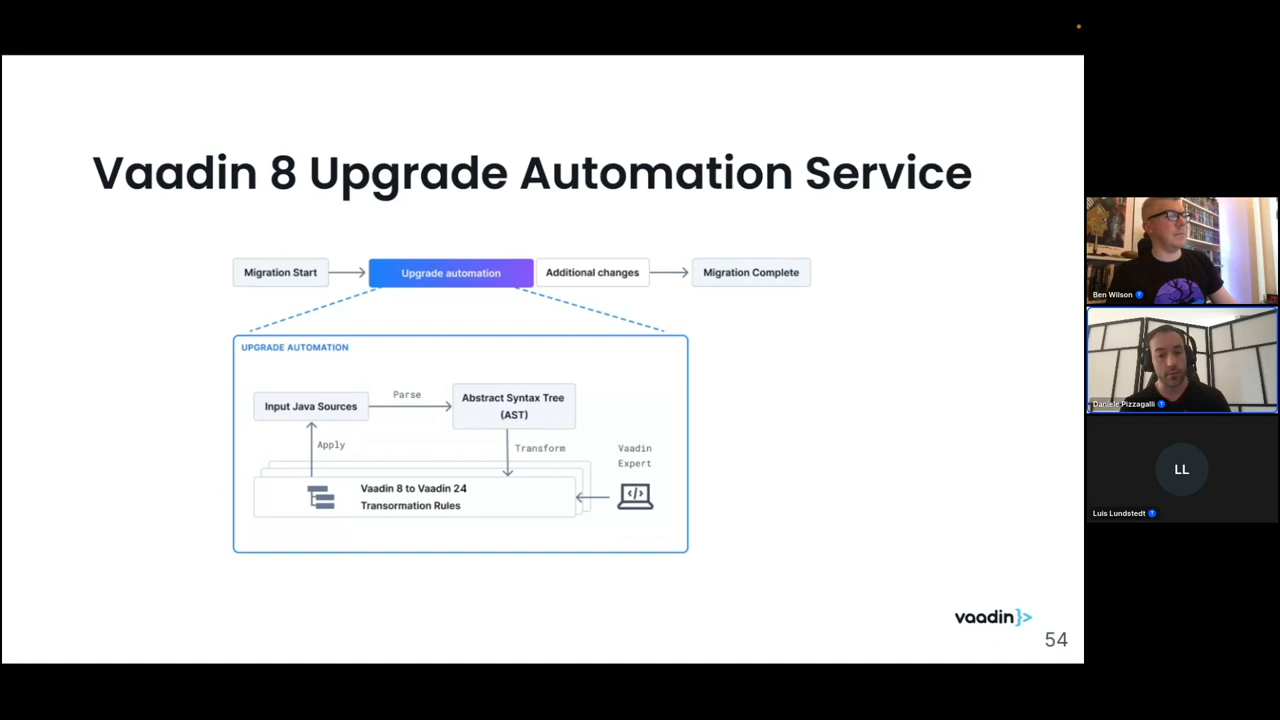 Vaadin 8 Upgrade Automation Service
Migration Start
Upgrade automation
Additional changes
Migration Complete
UPGRADE AUTOMATION
Input Java Sources
Parse
Abstract Syntax Tree
(AST)
Apply
Transform
Vaadin
Expert
Vaadin 8 to Vaadin 24
Transormation Rules
vaadin}>
54
Ben Wilson
Daniele Pizzagalli
LL
Luis Lundstedt